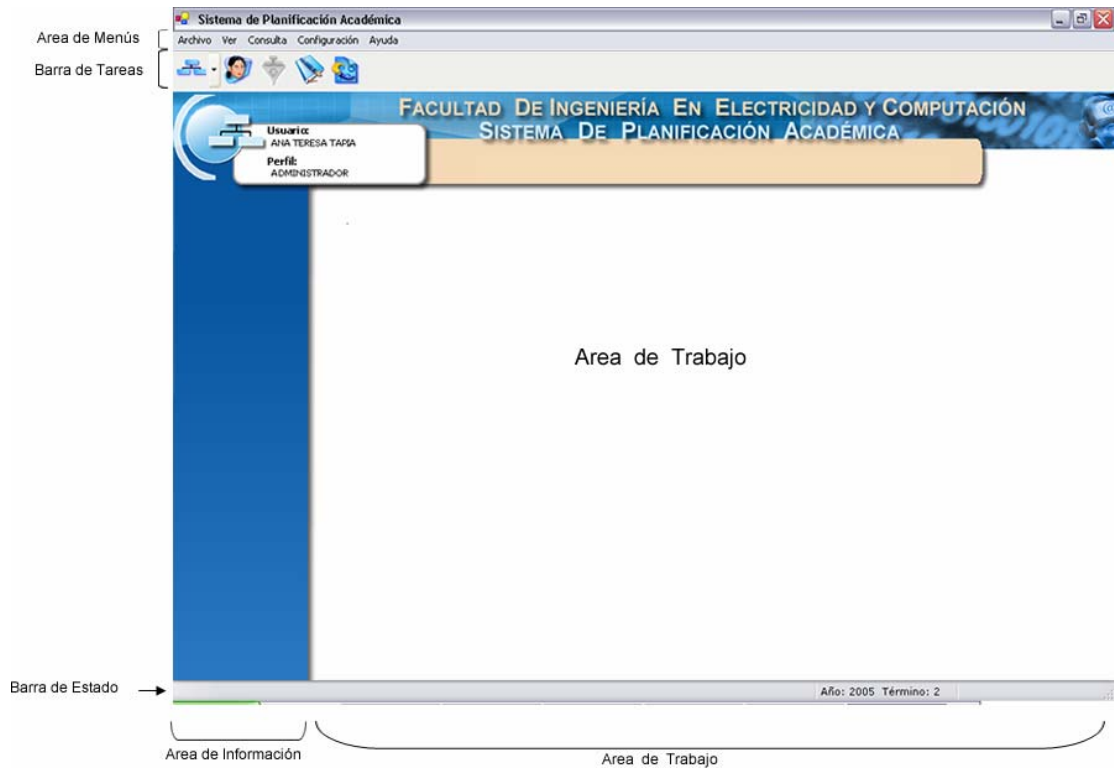 Sistema de Planificación Académica
Area de Menús
Archivo Ver Consulta Configuración Ayuda
Barra de Tareas
FACULTAD DE INGENIERÍA EN ELECTRICIDAD Y COMPUTACIÓN
SISTEMA DE PLANIFICACIÓN ACADÉMICA
Usuario:
ANA TERESA TAPIA
Perfil:
ADMINISTRADOR
Area de Trabajo
Barra de Estado
Año: 2005 Término: 2
Area de Información
Area de Trabajo